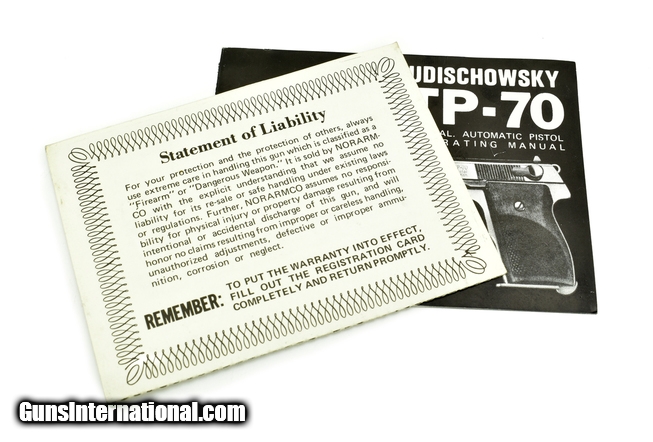 Statement of Liability
For your protection and the protection of others, always
use extreme care in handling this gun which is classified as a
"Firearm" or "Dangerous Weapon." It is sold by NORARM-
CO with the explicit understanding that we assume no
liability for its re-sale or safe handling under existing laws
or regulations. Further, NORARMCO assumes no responsi-
bility for physical injury or property damage resulting from
intentional or accidental discharge of this gun, and will
honor no claims resulting from improper or careless handling,
unauthorized adjustments, defective or improper ammu-
nition, corrosion or neglect.
REMEMBER: TO PUT THE WARRANTY INTO EFFECT,
FILL OUT THE REGISTRATION CARD
COMPLETELY AND RETURN PROMPTLY.
UDISCHOWSKY
TP-70
AL. AUTOMATIC PISTOL
RATING MANUAL
GunsInternational.com